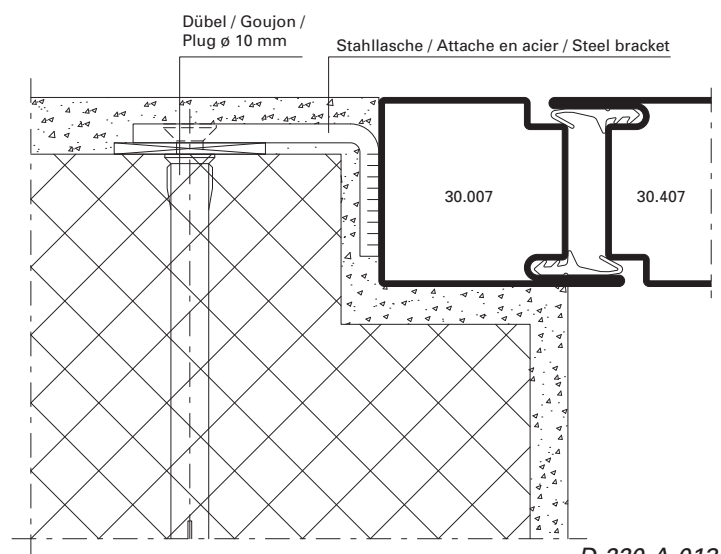 Dübel / Goujon /
Plug ø 10 mm
Stahllasche / Attache en acier / Steel bracket
30.007
30.407